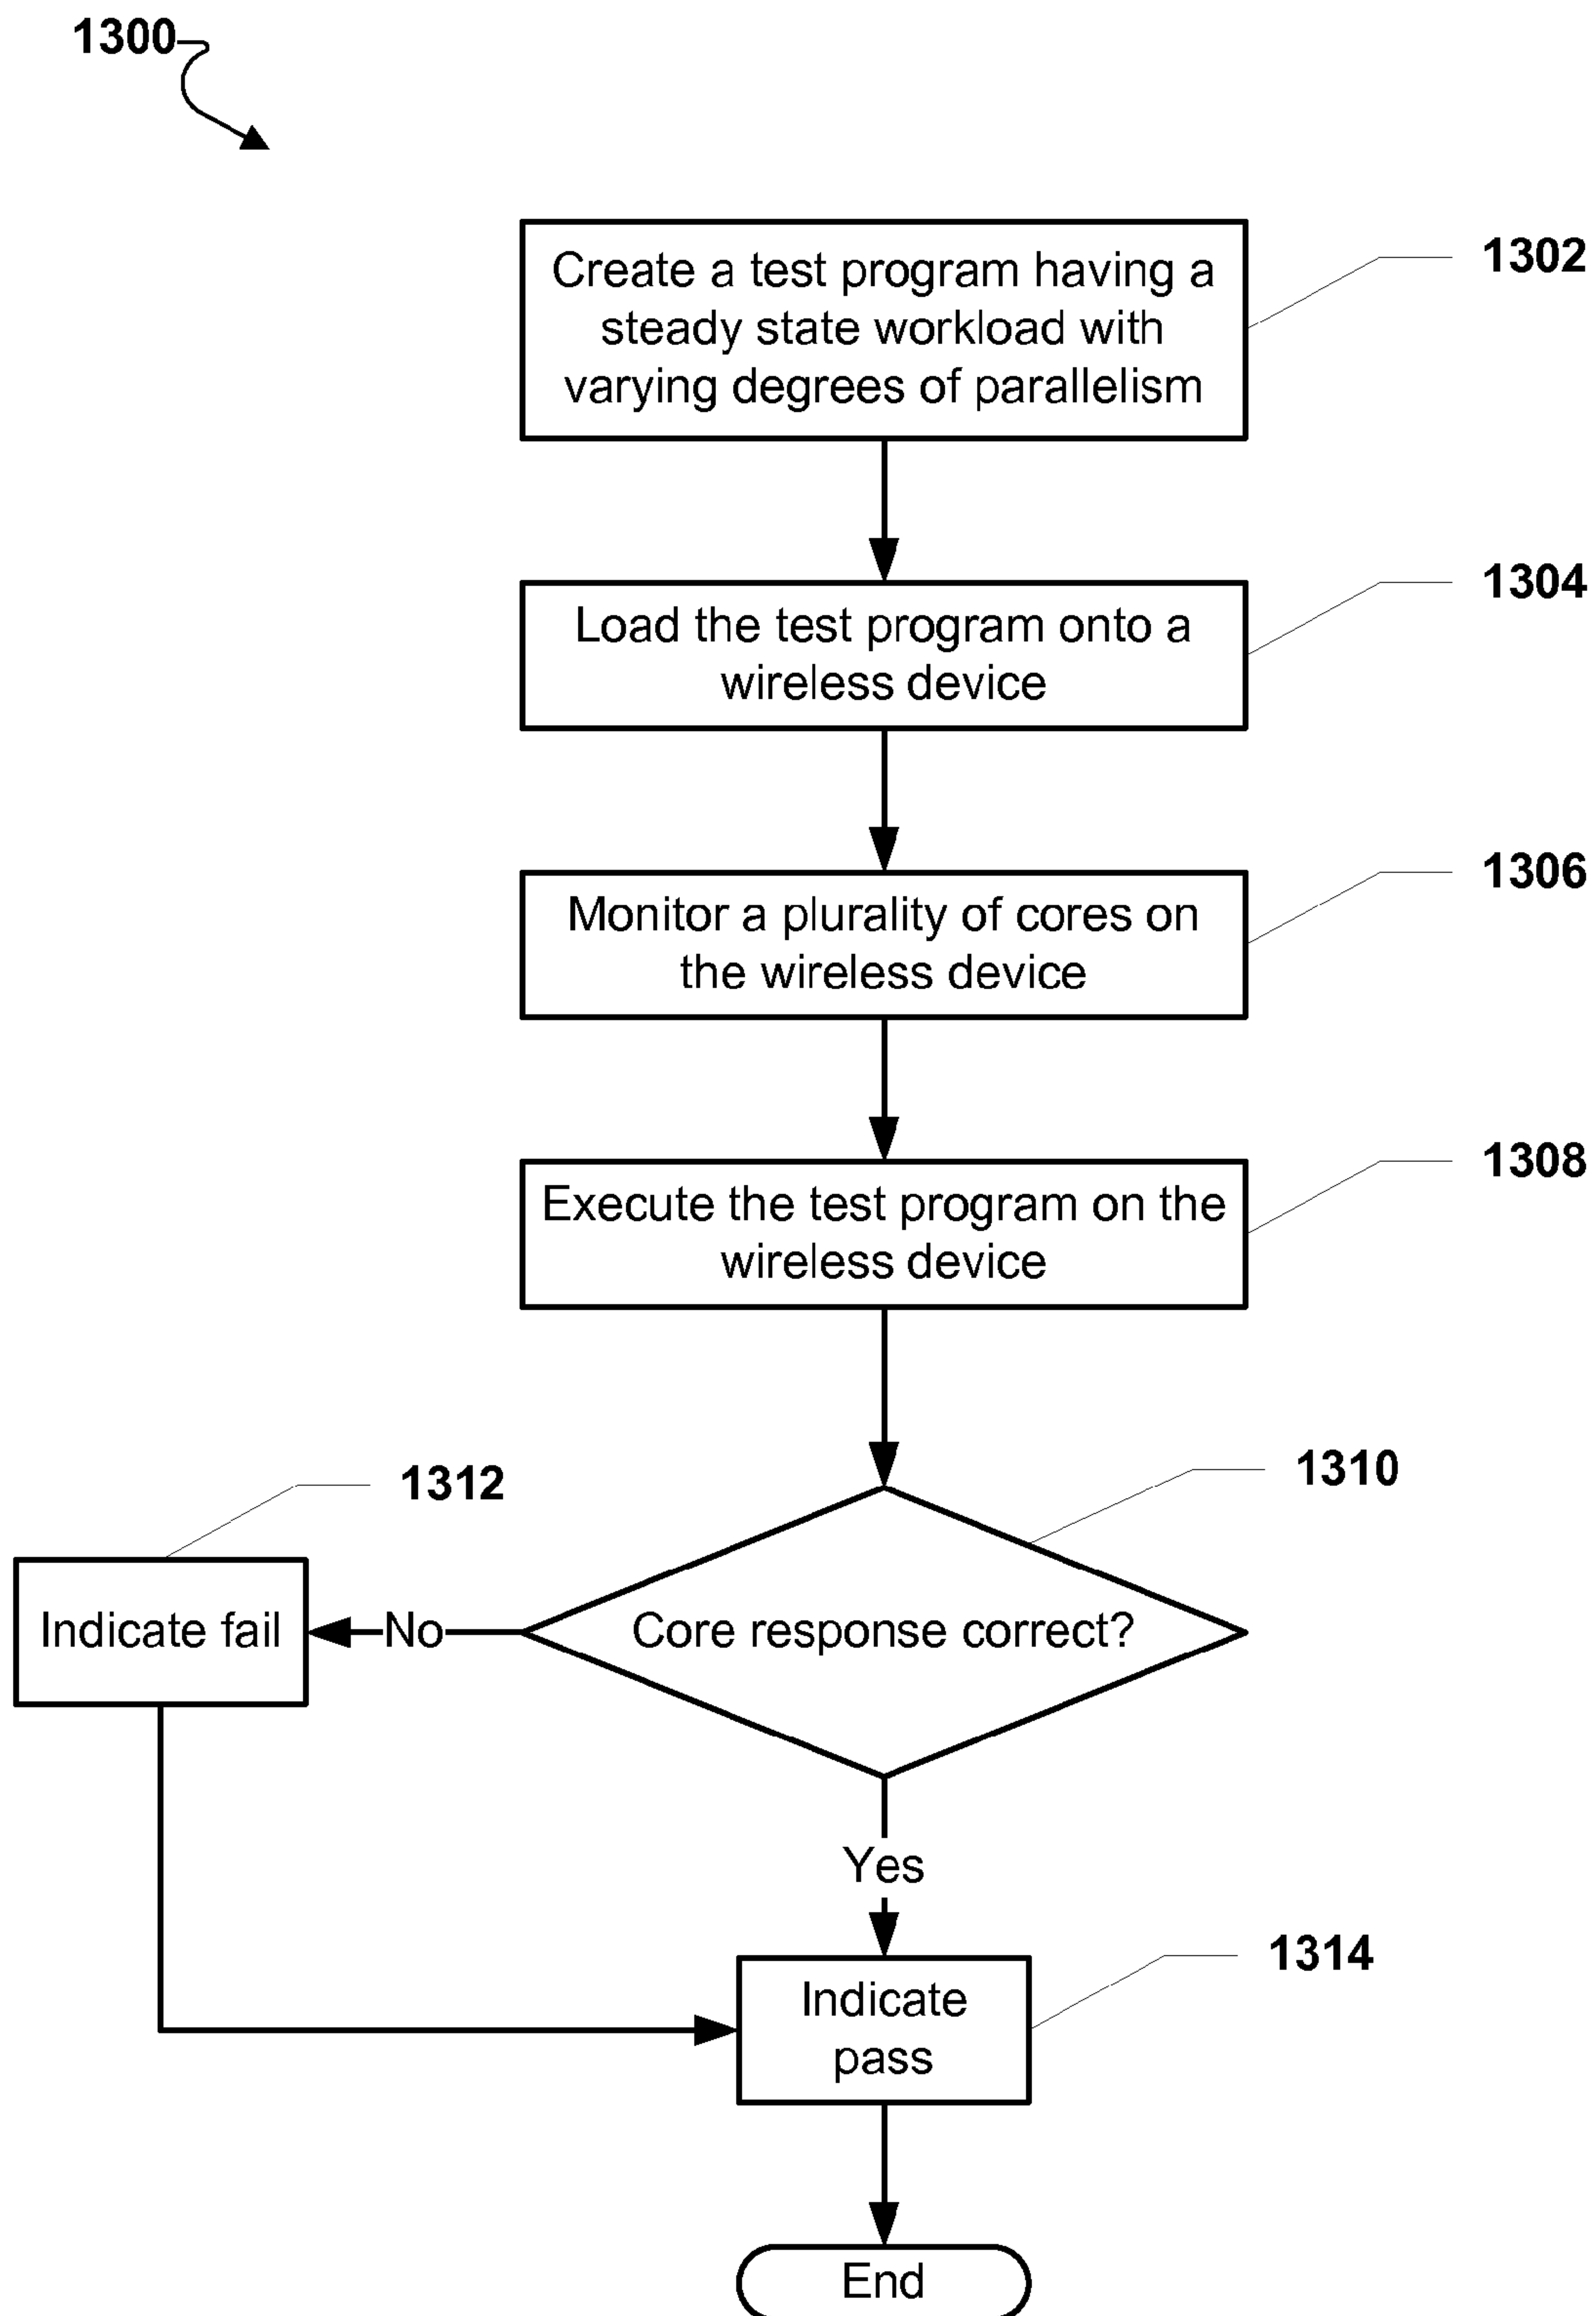 1300
Create a test program having a
steady state workload with
varying degrees of parallelism
1302
Load the test program onto a
wireless device
1304
Monitor a plurality of cores on
the wireless device
1306
Execute the test program on the
wireless device
1308
Core response correct?
1310
No
Indicate fail
1312
Yes
Indicate
pass
1314
End